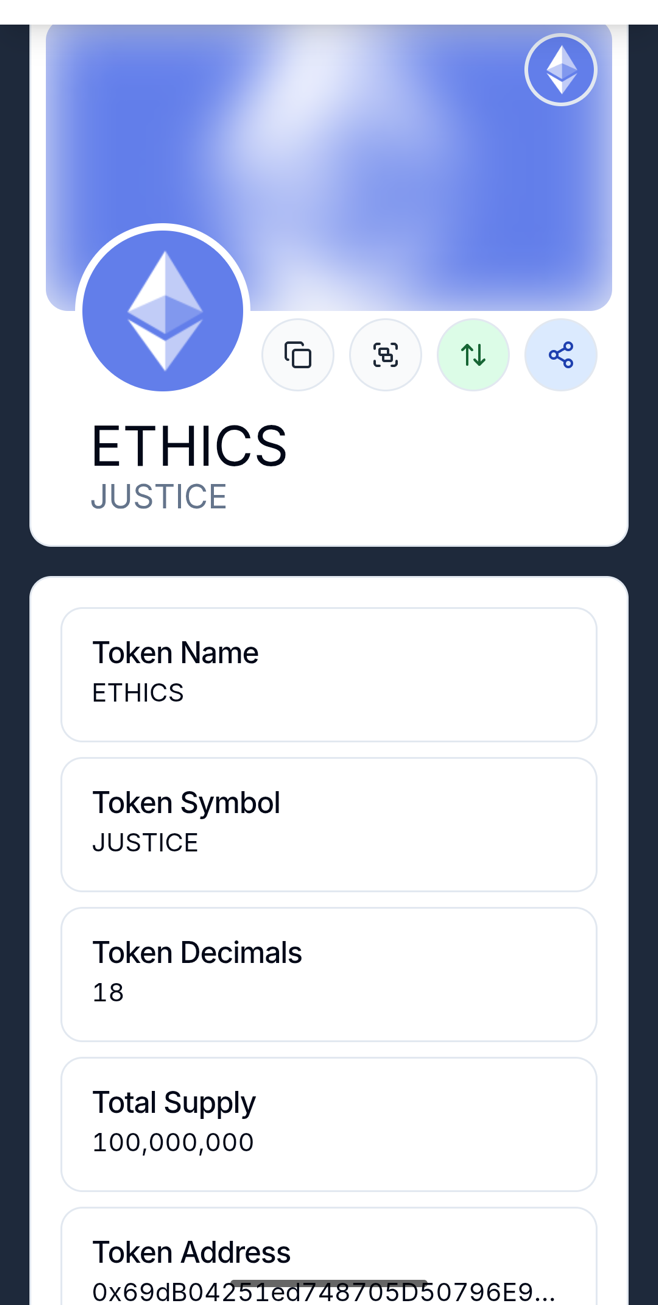 ETHICS
JUSTICE
Token Name
ETHICS
Token Symbol
JUSTICE
Token Decimals
18
Total Supply
100,000,000
Token Address
0x69dB04251ed748705D50796E9...